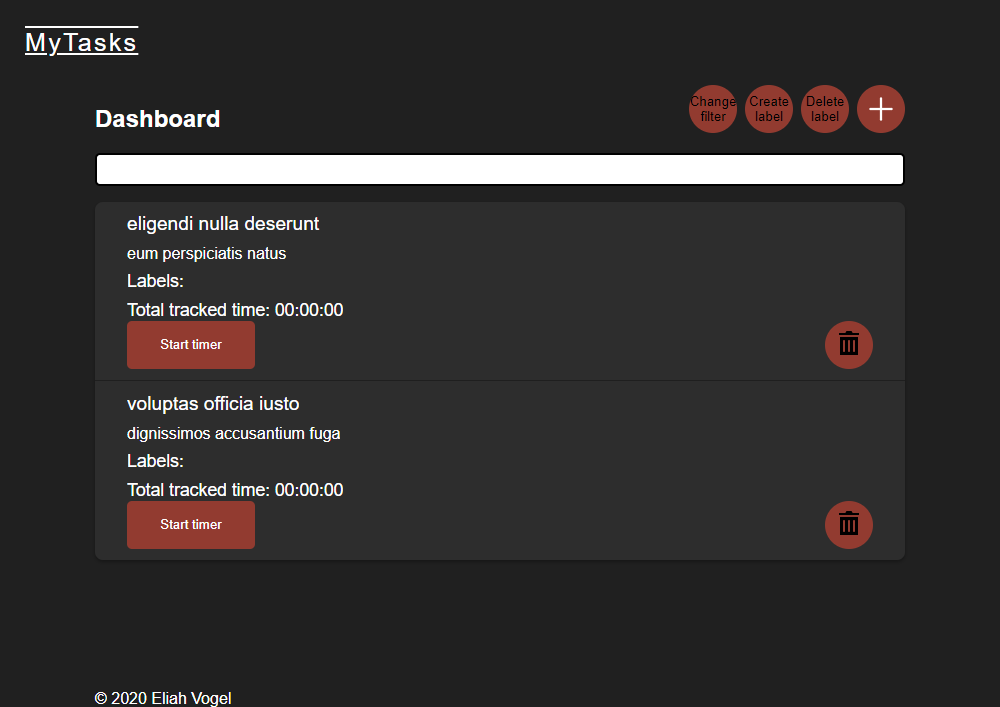 MyTasks
Dashboard
Change
filter
Create
label
Delete
label
eligendi nulla deserunt
eum perspiciatis natus
Labels:
Total tracked time: 00:00:00
Start timer
voluptas officia iusto
dignissimos accusantium fuga
Labels:
Total tracked time: 00:00:00
Start timer
© 2020 Eliah Vogel